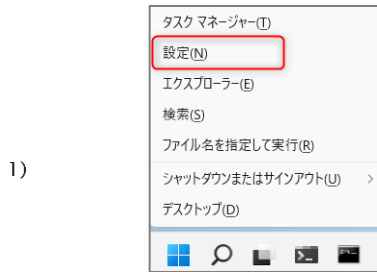 タスク マネージャー(T)
設定(N)
エクスプローラー(E)
検索(S)
ファイル名を指定して実行(R)
1)
シャットダウンまたはサインアウト(U) >
デスクトップ(D)